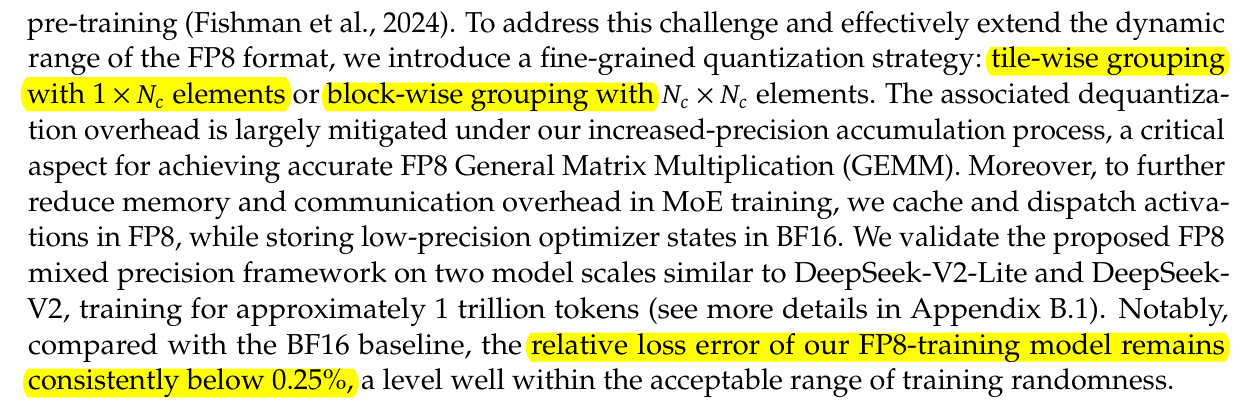 pre-training (Fishman et al., 2024). To address this challenge and effectively extend the dynamic
range of the FP8 format, we introduce a fine-grained quantization strategy: tile-wise grouping
with 1 × N_c elements or block-wise grouping with N_c × N_c elements. The associated dequantiza-
tion overhead is largely mitigated under our increased-precision accumulation process, a critical
aspect for achieving accurate FP8 General Matrix Multiplication (GEMM). Moreover, to further
reduce memory and communication overhead in MoE training, we cache and dispatch activa-
tions in FP8, while storing low-precision optimizer states in BF16. We validate the proposed FP8
mixed precision framework on two model scales similar to DeepSeek-V2-Lite and DeepSeek-
V2, training for approximately 1 trillion tokens (see more details in Appendix B.1). Notably,
compared with the BF16 baseline, the relative loss error of our FP8-training model remains
consistently below 0.25%, a level well within the acceptable range of training randomness.